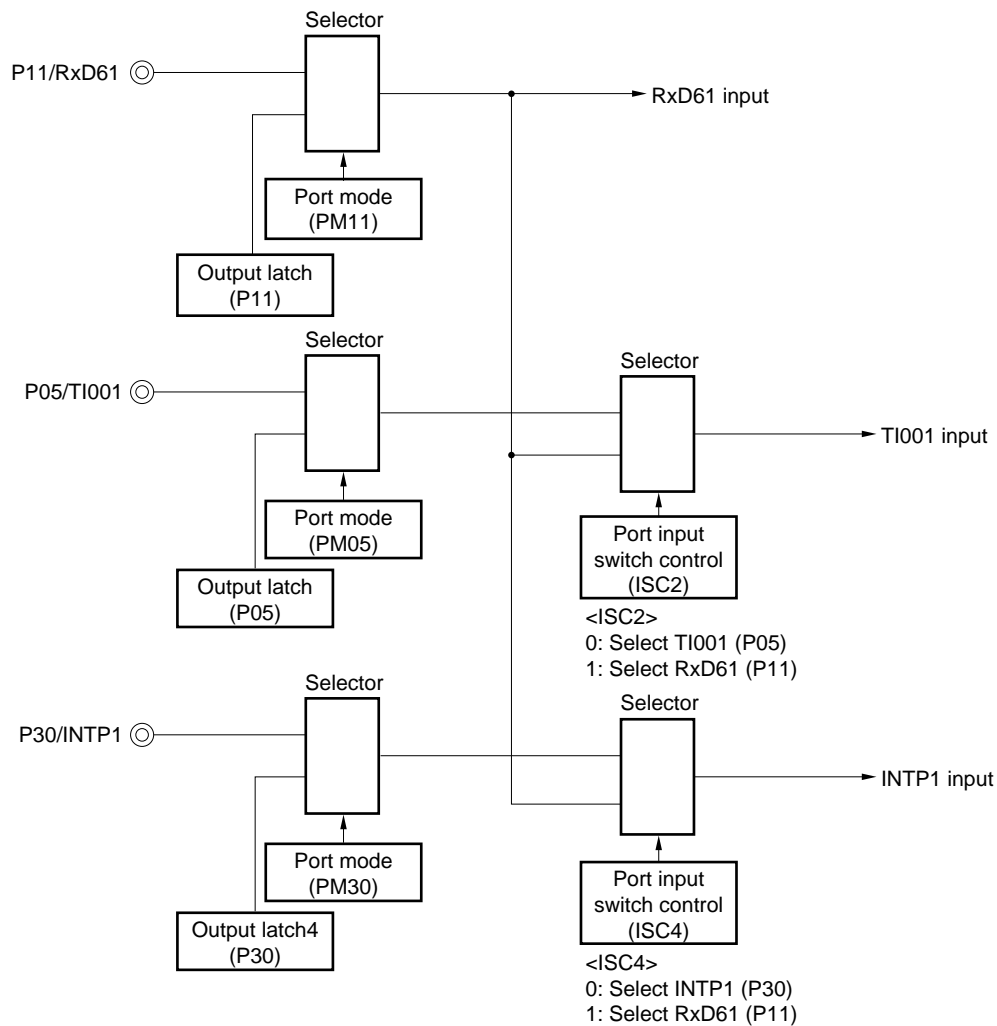 Selector
P11/RxD61
RxD61 input
Port mode
(PM11)
Output latch
(P11)
Selector
P05/TI001
Selector
TI001 input
Port mode
(PM05)
Output latch
(P05)
Port input
switch control
(ISC2)
<ISC2>
0: Select TI001 (P05)
1: Select RxD61 (P11)
Selector
P30/INTP1
Selector
INTP1 input
Port mode
(PM30)
Output latch4
(P30)
Port input
switch control
(ISC4)
<ISC4>
0: Select INTP1 (P30)
1: Select RxD61 (P11)